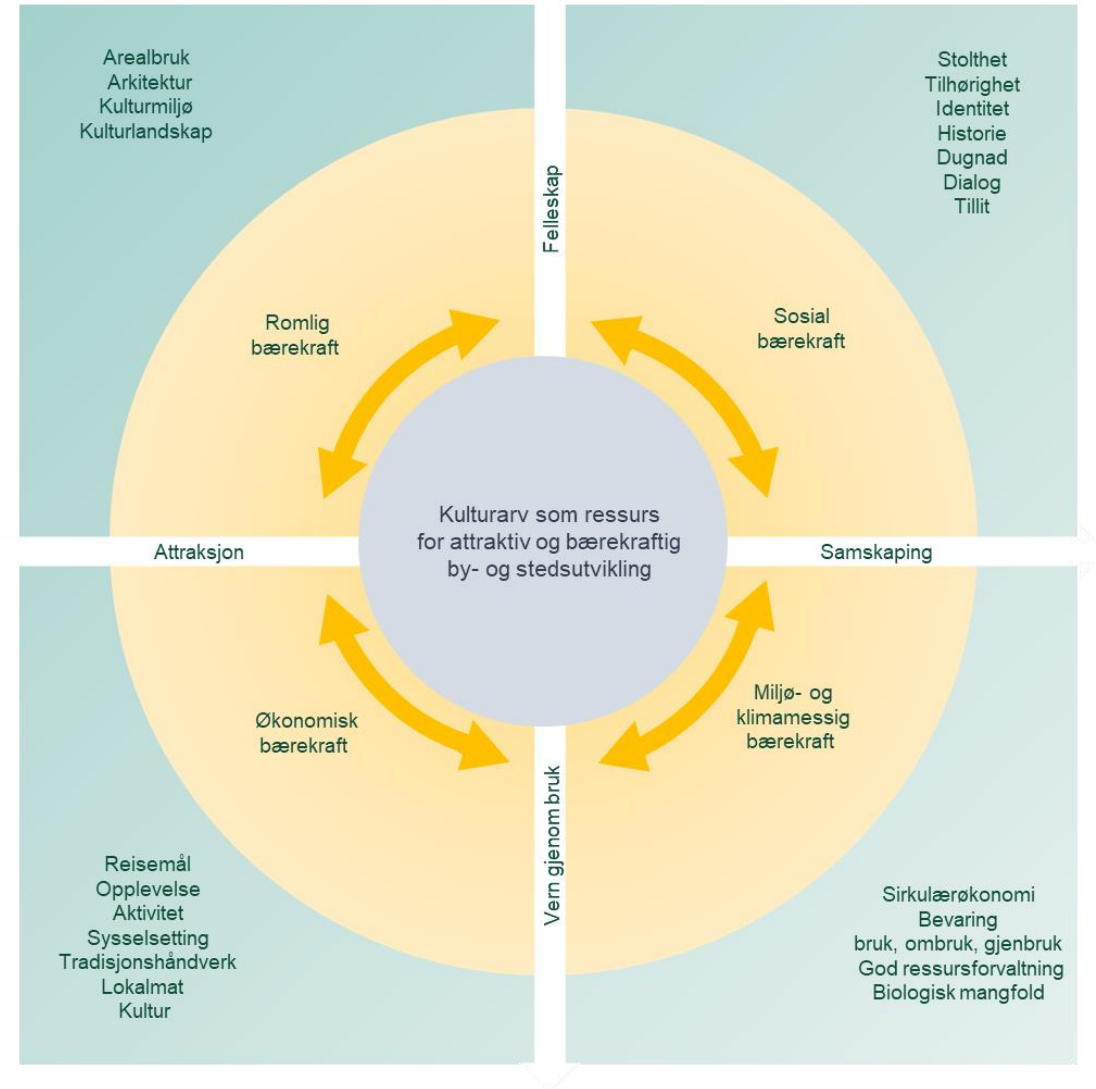 Arealbruk
Arkitektur
Kulturmiljø
Kulturlandskap
Stolthet
Tilhørighet
Identitet
Historie
Dugnad
Dialog
Tillit
Felleskap
Romlig
bærekraft
Sosial
bærekraft
Kulturarv som ressurs
for attraktiv og bærekraftig
by- og stedsutvikling
Attraksjon
Samskaping
Økonomisk
bærekraft
Miljø- og
klimamessig
bærekraft
Vern gjenom bruk
Reisemål
Opplevelse
Aktivitet
Sysselsetting
Tradisjonshåndverk
Lokalmat
Kultur
Sirkulærøkonomi
Bevaring
bruk, ombruk, gjenbruk
God ressursforvaltning
Biologisk mangfold